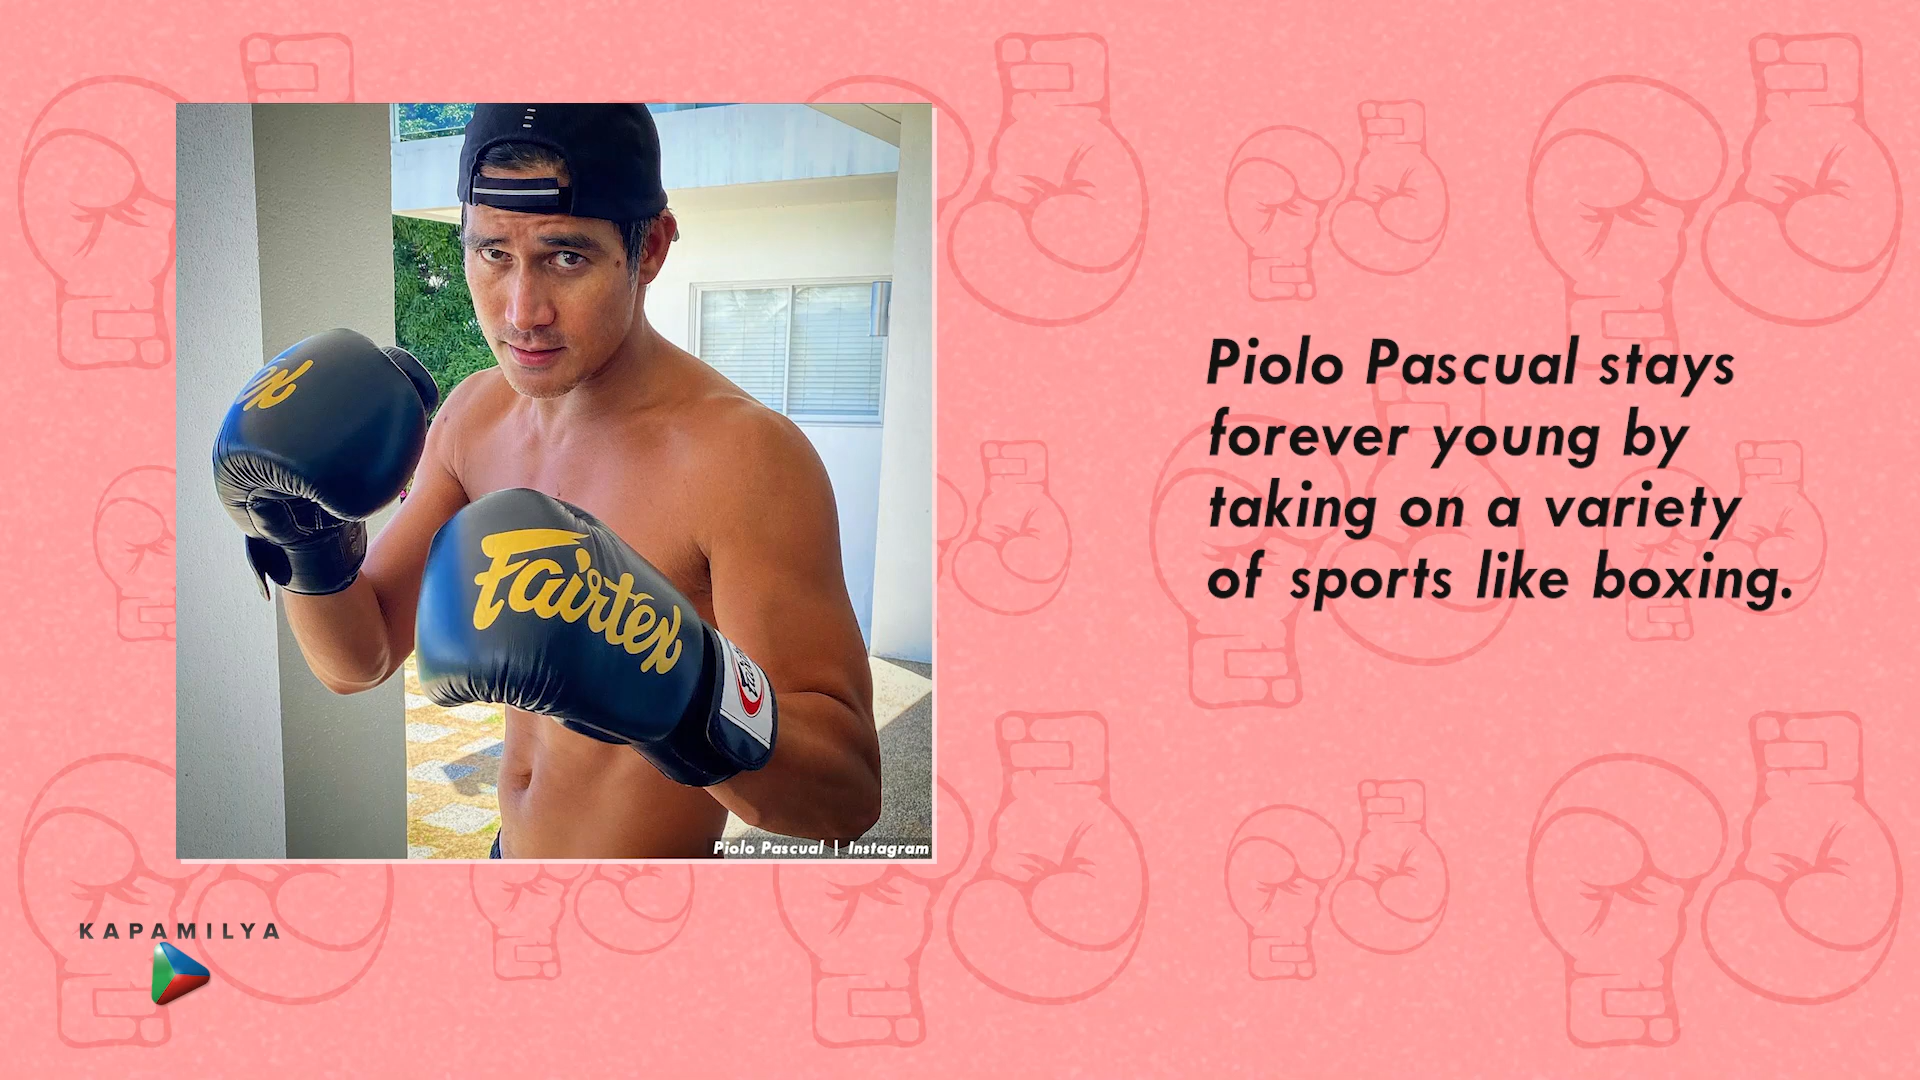 Piolo Pascual stays
forever young by
taking on a variety
of sports like boxing.
Fairtex
Piolo Pascual | Instagram
KAPAMILYA